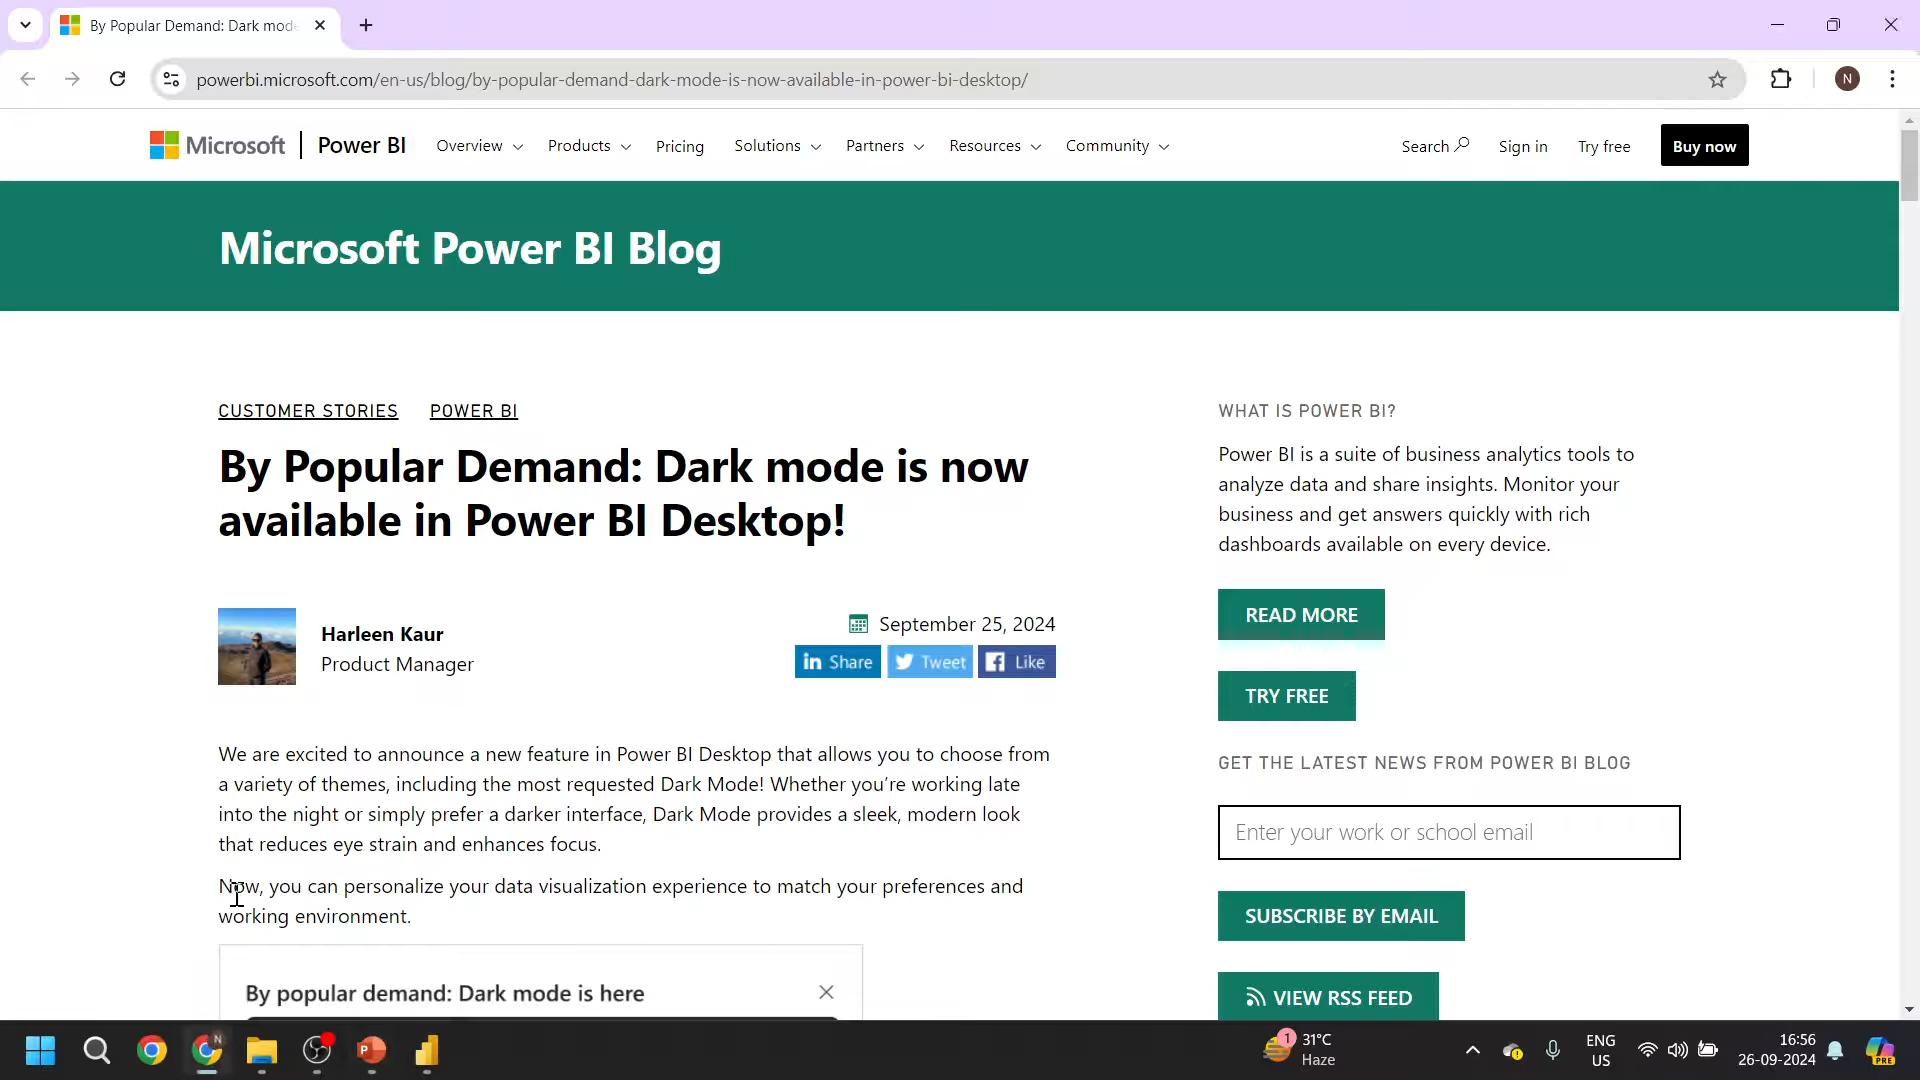 By Popular Demand: Dark mode
powerbi.microsoft.com/en-us/blog/by-popular-demand-dark-mode-is-now-available-in-power-bi-desktop/
N
Microsoft
Power BI
Overview
Products
Pricing
Solutions
Partners
Resources
Community
Search
Sign in
Try free
Buy now
Microsoft Power BI Blog
CUSTOMER STORIES
POWER BI
By Popular Demand: Dark mode is now
available in Power BI Desktop!
Harleen Kaur
Product Manager
September 25, 2024
in Share
Tweet
Like
We are excited to announce a new feature in Power BI Desktop that allows you to choose from
a variety of themes, including the most requested Dark Mode! Whether you’re working late
into the night or simply prefer a darker interface, Dark Mode provides a sleek, modern look
that reduces eye strain and enhances focus.
Now, you can personalize your data visualization experience to match your preferences and
working environment.
By popular demand: Dark mode is here
WHAT IS POWER BI?
Power BI is a suite of business analytics tools to
analyze data and share insights. Monitor your
business and get answers quickly with rich
dashboards available on every device.
READ MORE
TRY FREE
GET THE LATEST NEWS FROM POWER BI BLOG
Enter your work or school email
SUBSCRIBE BY EMAIL
VIEW RSS FEED
N
P
1
31°C
Haze
ENG
US
16:56
26-09-2024
PRE